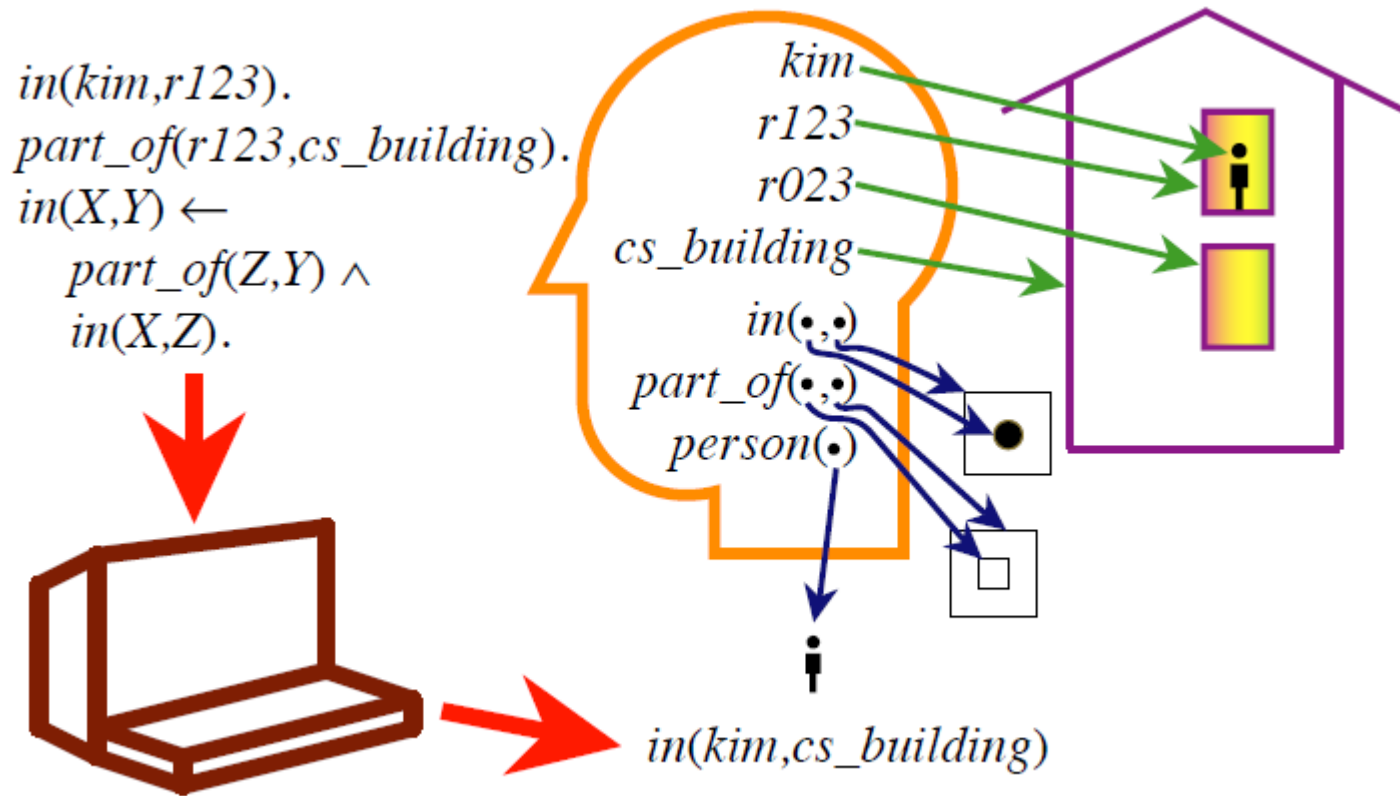 in(kim,r123).
part_of(r123,cs_building).
in(X,Y) ←
part_of(Z,Y) ∧
in(X,Z).
kim
r123
r023
cs_building
in(•,•)
part_of(•,•)
person(•)
in(kim,cs_building)